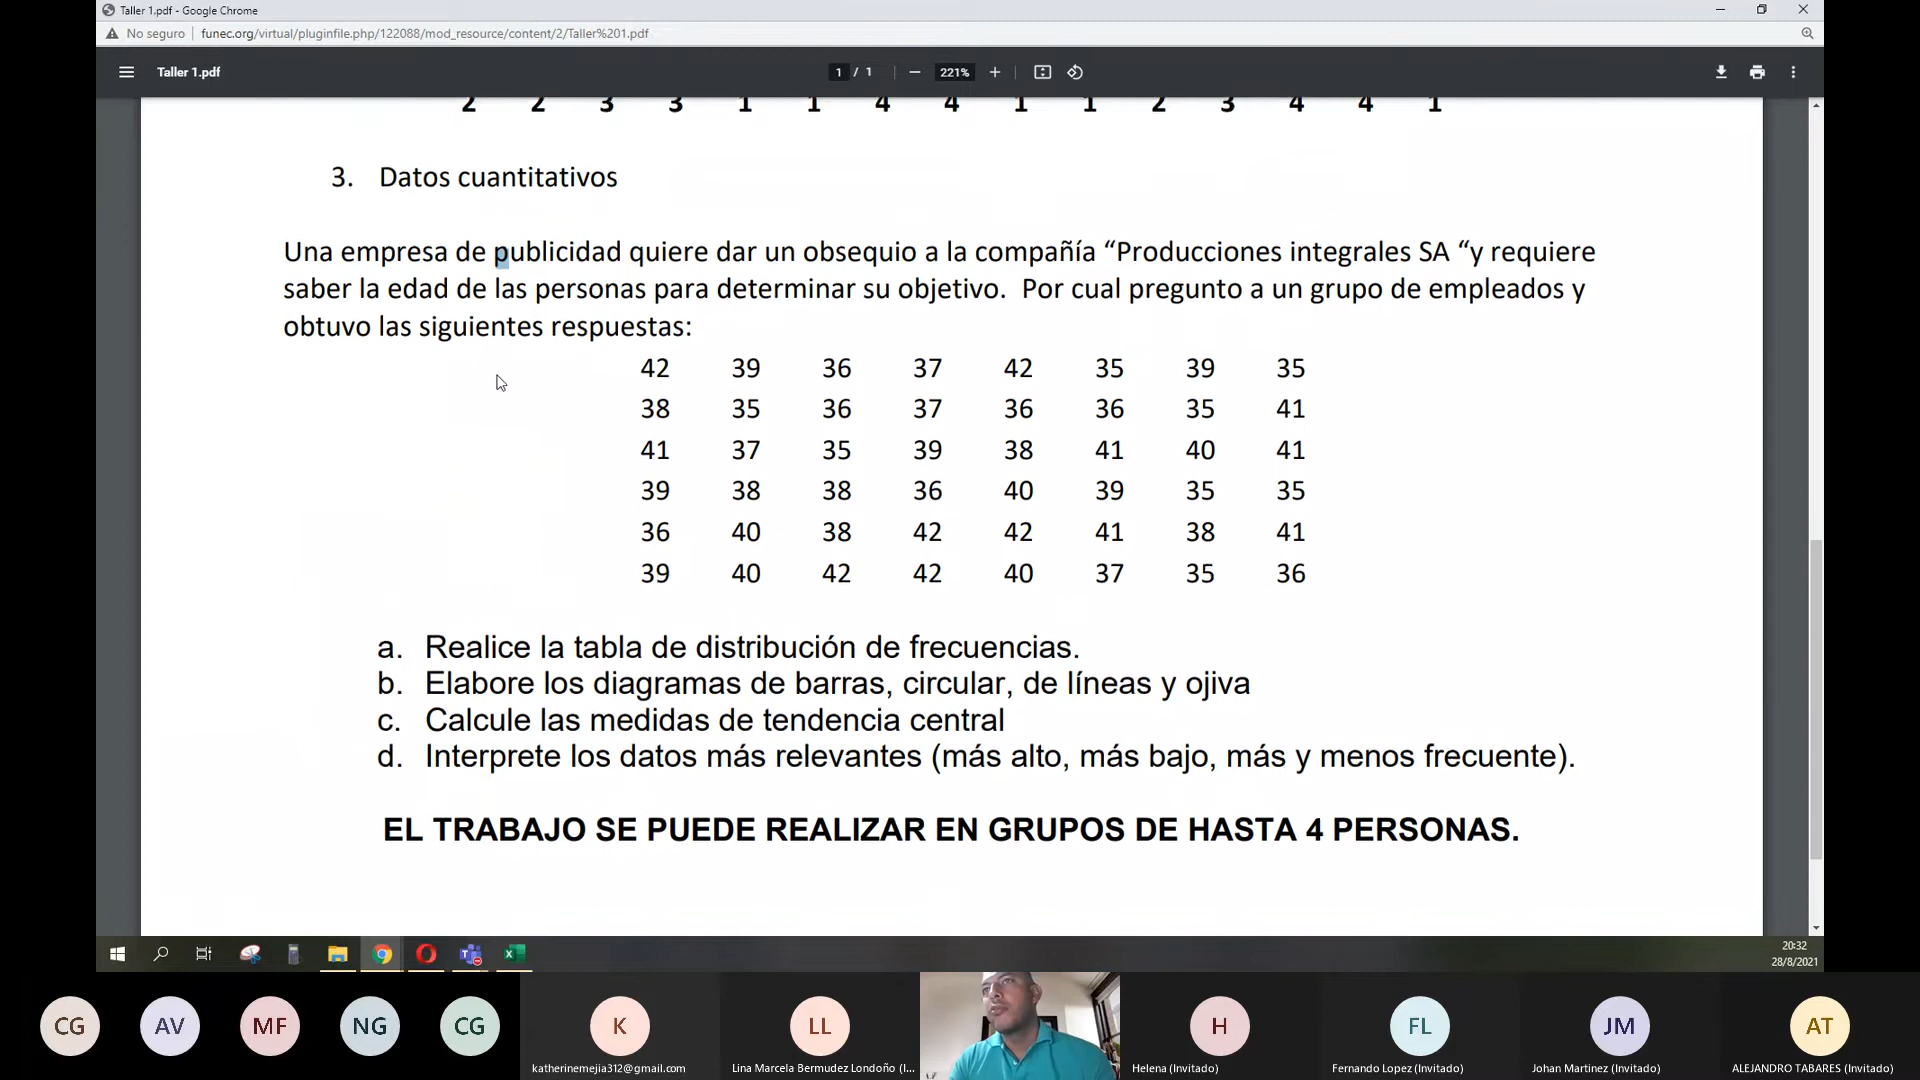 Taller 1.pdf - Google Chrome
No seguro funec.org/virtual/pluginfile.php/122088/mod_resource/content/2/Taller%201.pdf
Taller 1.pdf
1 / 1
221%
2 2 3 3 1 1 4 4 1 1 2 3 4 4 1
3. Datos cuantitativos
Una empresa de publicidad quiere dar un obsequio a la compañía “Producciones integrales SA “y requiere
saber la edad de las personas para determinar su objetivo. Por cual pregunto a un grupo de empleados y
obtuvo las siguientes respuestas:
42 39 36 37 42 35 39 35
38 35 36 37 36 36 35 41
41 37 35 39 38 41 40 41
39 38 38 36 40 39 35 35
36 40 38 42 42 41 38 41
39 40 42 42 40 37 35 36
a. Realice la tabla de distribución de frecuencias.
b. Elabore los diagramas de barras, circular, de líneas y ojiva
c. Calcule las medidas de tendencia central
d. Interprete los datos más relevantes (más alto, más bajo, más y menos frecuente).
EL TRABAJO SE PUEDE REALIZAR EN GRUPOS DE HASTA 4 PERSONAS.
20:32
28/8/2021
CG AV MF NG CG K LL H FL JM AT
katherinemejia312@gmail.com
Lina Marcela Bermudez Londoño (I...
Helena (Invitado)
Fernando Lopez (Invitado)
Johan Martinez (Invitado)
ALEJANDRO TABARES (Invitado)